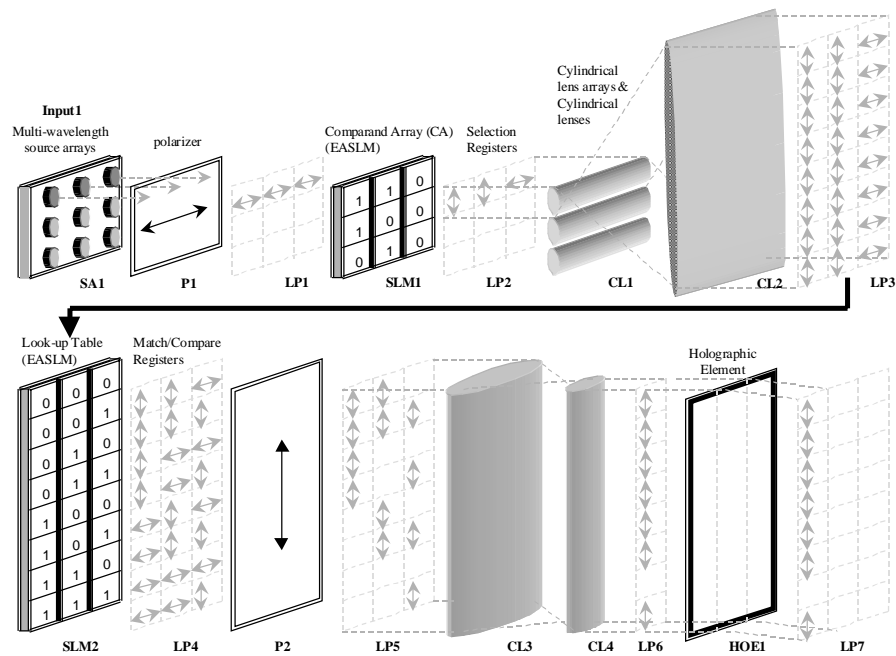 Input1
Multi-wavelength
source arrays
polarizer
Comparand Array (CA)
(EASLM)
Selection
Registers
Cylindrical
lens arrays &
Cylindrical
lenses
1 1 0
1 0 0
0 1 0
SA1 P1 LP1 SLM1 LP2 CL1 CL2 LP3
Look-up Table
(EASLM)
Match/Compare
Registers
Holographic
Element
0 0 0
0 0 1
0 1 0
0 1 1
1 0 0
1 0 1
1 1 0
1 1 1
SLM2 LP4 P2 LP5 CL3 CL4 LP6 HOE1 LP7